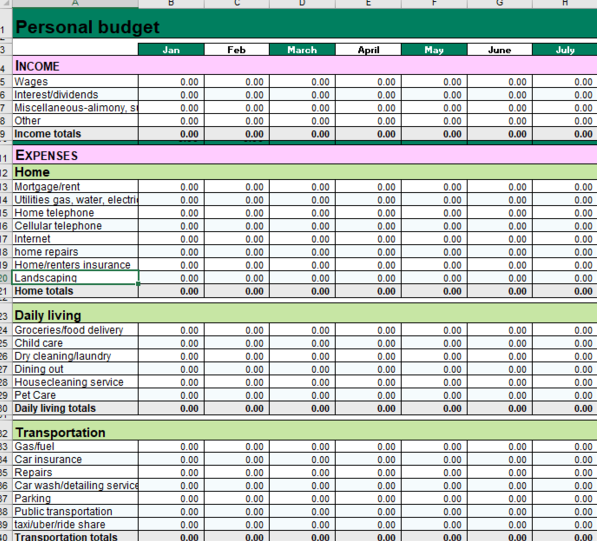 A B C D E F G H
1 Personal budget
3 Jan Feb March April May June July
4 INCOME
5 Wages 0.00 0.00 0.00 0.00 0.00 0.00 0.00
6 Interest/dividends 0.00 0.00 0.00 0.00 0.00 0.00 0.00
7 Miscellaneous-alimony, 0.00 0.00 0.00 0.00 0.00 0.00 0.00
8 Other 0.00 0.00 0.00 0.00 0.00 0.00 0.00
9 Income totals 0.00 0.00 0.00 0.00 0.00 0.00 0.00
11 EXPENSES
12 Home
13 Mortgage/rent 0.00 0.00 0.00 0.00 0.00 0.00 0.00
14 Utilities gas, water, electri 0.00 0.00 0.00 0.00 0.00 0.00 0.00
15 Home telephone 0.00 0.00 0.00 0.00 0.00 0.00 0.00
16 Cellular telephone 0.00 0.00 0.00 0.00 0.00 0.00 0.00
17 Internet 0.00 0.00 0.00 0.00 0.00 0.00 0.00
18 home repairs 0.00 0.00 0.00 0.00 0.00 0.00 0.00
19 Home/renters insurance 0.00 0.00 0.00 0.00 0.00 0.00 0.00
20 Landscaping 0.00 0.00 0.00 0.00 0.00 0.00 0.00
21 Home totals 0.00 0.00 0.00 0.00 0.00 0.00 0.00
23 Daily living
24 Groceries/food delivery 0.00 0.00 0.00 0.00 0.00 0.00 0.00
25 Child care 0.00 0.00 0.00 0.00 0.00 0.00 0.00
26 Dry cleaning/laundry 0.00 0.00 0.00 0.00 0.00 0.00 0.00
27 Dining out 0.00 0.00 0.00 0.00 0.00 0.00 0.00
28 Housecleaning service 0.00 0.00 0.00 0.00 0.00 0.00 0.00
29 Pet Care 0.00 0.00 0.00 0.00 0.00 0.00 0.00
30 Daily living totals 0.00 0.00 0.00 0.00 0.00 0.00 0.00
32 Transportation
33 Gas/fuel 0.00 0.00 0.00 0.00 0.00 0.00 0.00
34 Car insurance 0.00 0.00 0.00 0.00 0.00 0.00 0.00
35 Repairs 0.00 0.00 0.00 0.00 0.00 0.00 0.00
36 Car wash/detailing service 0.00 0.00 0.00 0.00 0.00 0.00 0.00
37 Parking 0.00 0.00 0.00 0.00 0.00 0.00 0.00
38 Public transportation 0.00 0.00 0.00 0.00 0.00 0.00 0.00
39 taxi/uber/ride share 0.00 0.00 0.00 0.00 0.00 0.00 0.00
40 Transportation totals 0.00 0.00 0.00 0.00 0.00 0.00 0.00